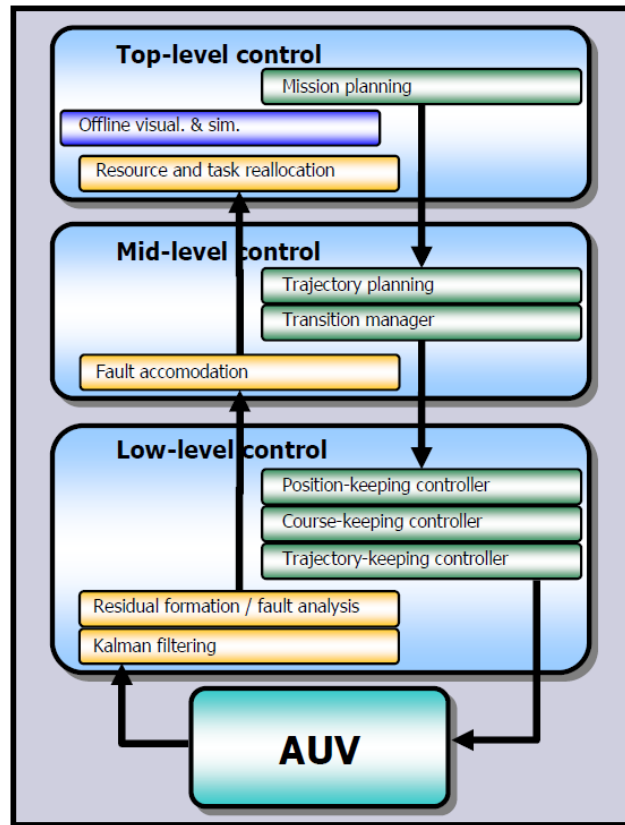 Top-level control
Mission planning
Offline visual. & sim.
Resource and task reallocation
Mid-level control
Trajectory planning
Transition manager
Fault accomodation
Low-level control
Position-keeping controller
Course-keeping controller
Trajectory-keeping controller
Residual formation / fault analysis
Kalman filtering
AUV